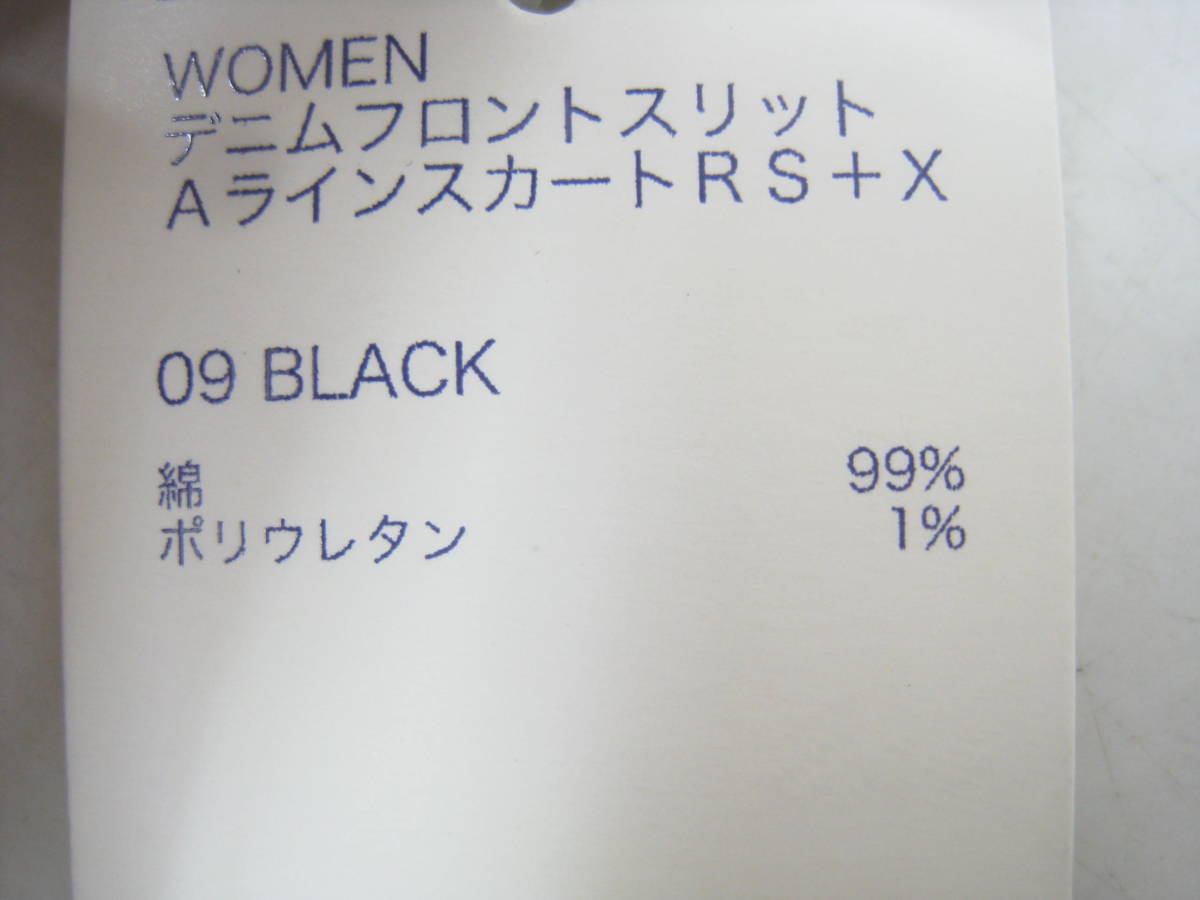 WOMEN
デニムフロントスリット
AラインスカートRS+X
09 BLACK
綿 99%
ポリウレタン 1%